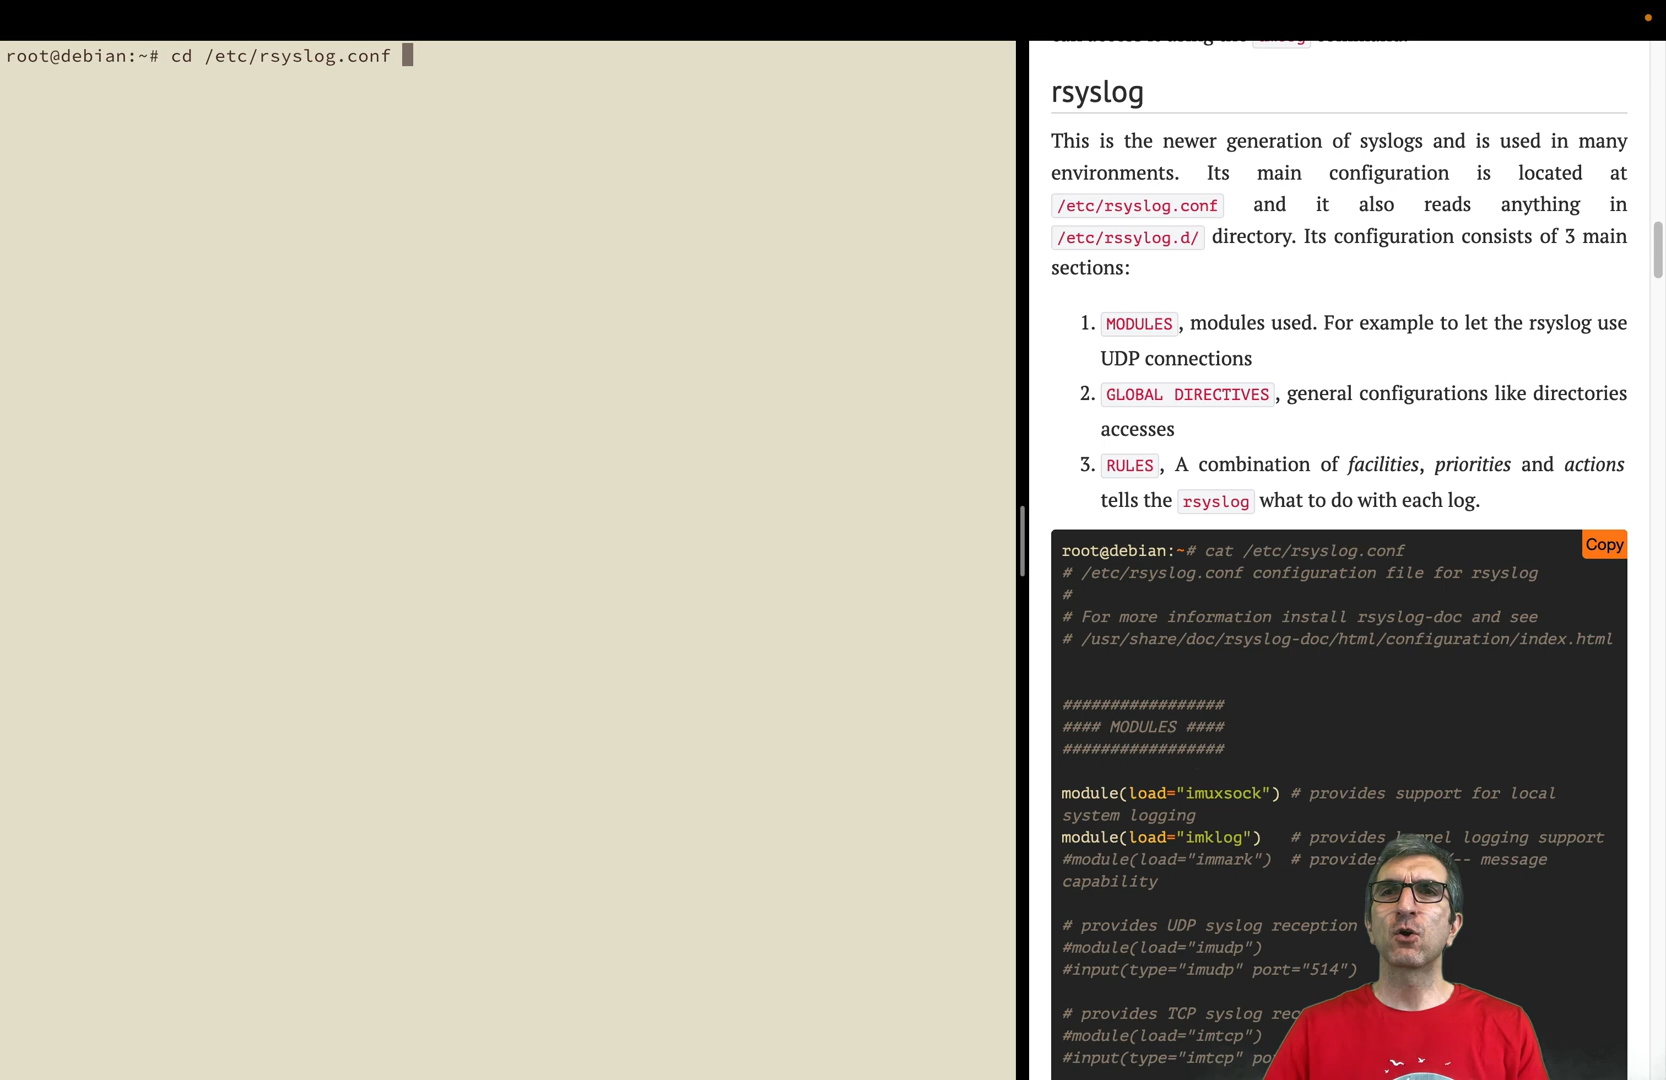 root@debian:~# cd /etc/rsyslog.conf
rsyslog
This is the newer generation of syslogs and is used in many
environments. Its main configuration is located at
/etc/rsyslog.conf and it also reads anything in
/etc/rssylog.d/ directory. Its configuration consists of 3 main
sections:
1. MODULES, modules used. For example to let the rsyslog use
UDP connections
2. GLOBAL DIRECTIVES, general configurations like directories
accesses
3. RULES, A combination of facilities, priorities and actions
tells the rsyslog what to do with each log.
Copy
root@debian:~# cat /etc/rsyslog.conf
# /etc/rsyslog.conf configuration file for rsyslog
#
# For more information install rsyslog-doc and see
# /usr/share/doc/rsyslog-doc/html/configuration/index.html
#################
#### MODULES ####
#################
module(load="imuxsock") # provides support for local
system logging
module(load="imklog") # provides kernel logging support
#module(load="immark") # provides -- message
capability
# provides UDP syslog reception
#module(load="imudp")
#input(type="imudp" port="514")
# provides TCP syslog rec
#module(load="imtcp")
#input(type="imtcp" po